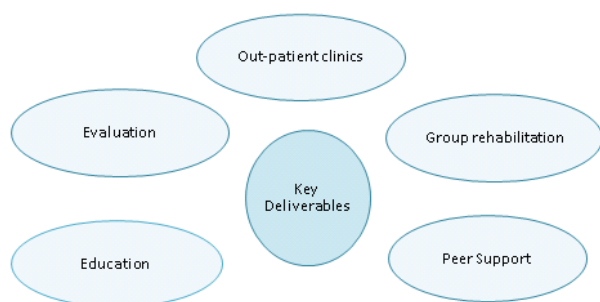 Out-patient clinics
Evaluation
Group rehabilitation
Key
Deliverables
Education
Peer Support